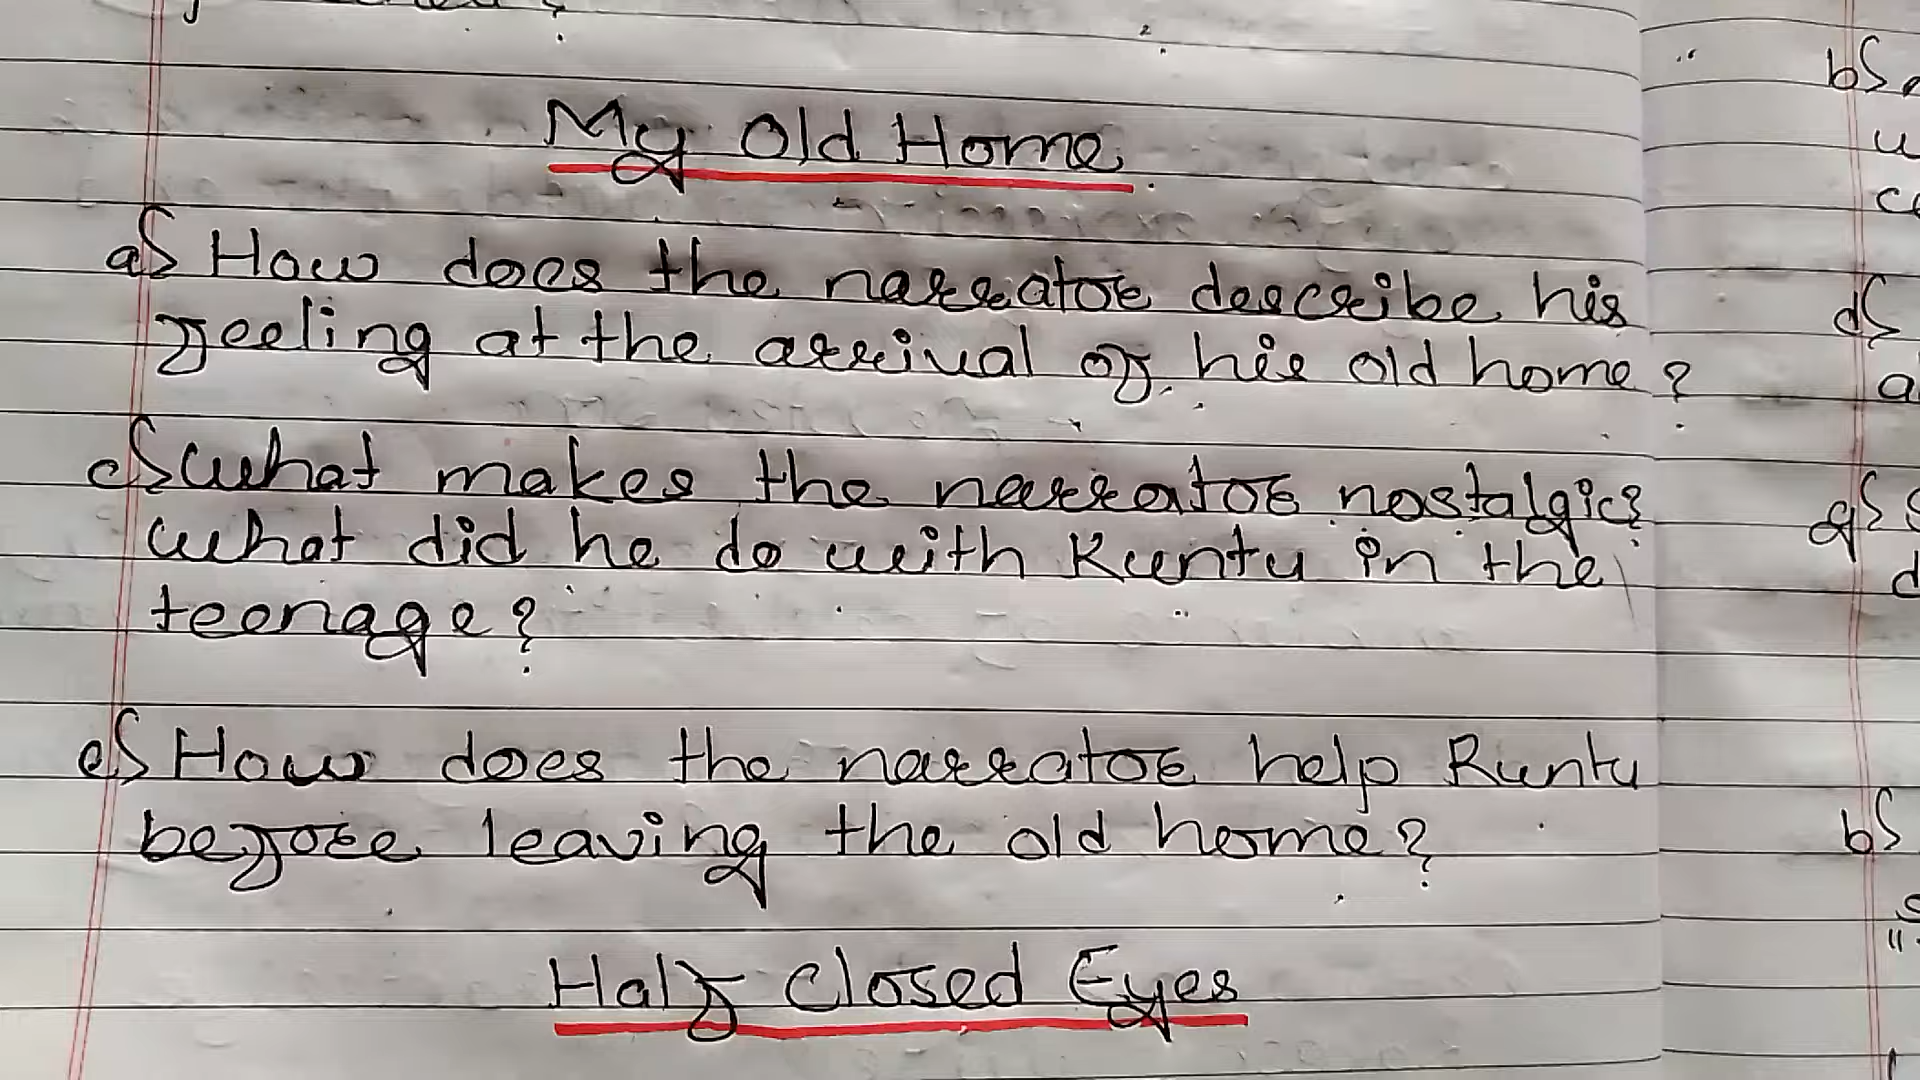 My Old Home
a) How does the narrator describe his
feeling at the arrival of his old home?
c) what makes the narrator nostalgic?
what did he do with Runtu in the
teenage?
e) How does the narrator help Runtu
before leaving the old home?
Half Closed Eyes
b)
d)
g)
b)